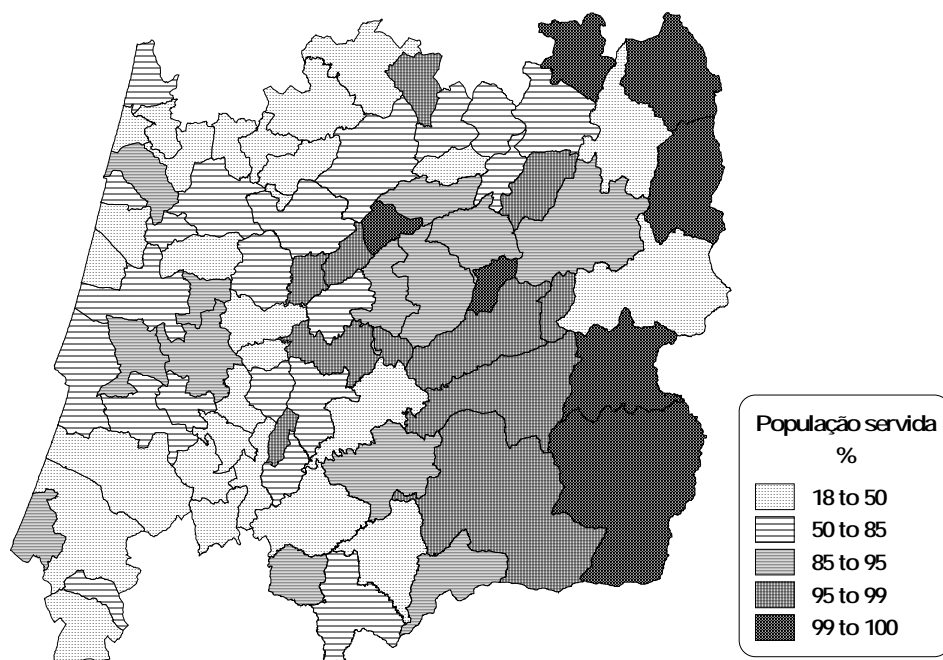 População servida
%
18 to 50
50 to 85
85 to 95
95 to 99
99 to 100